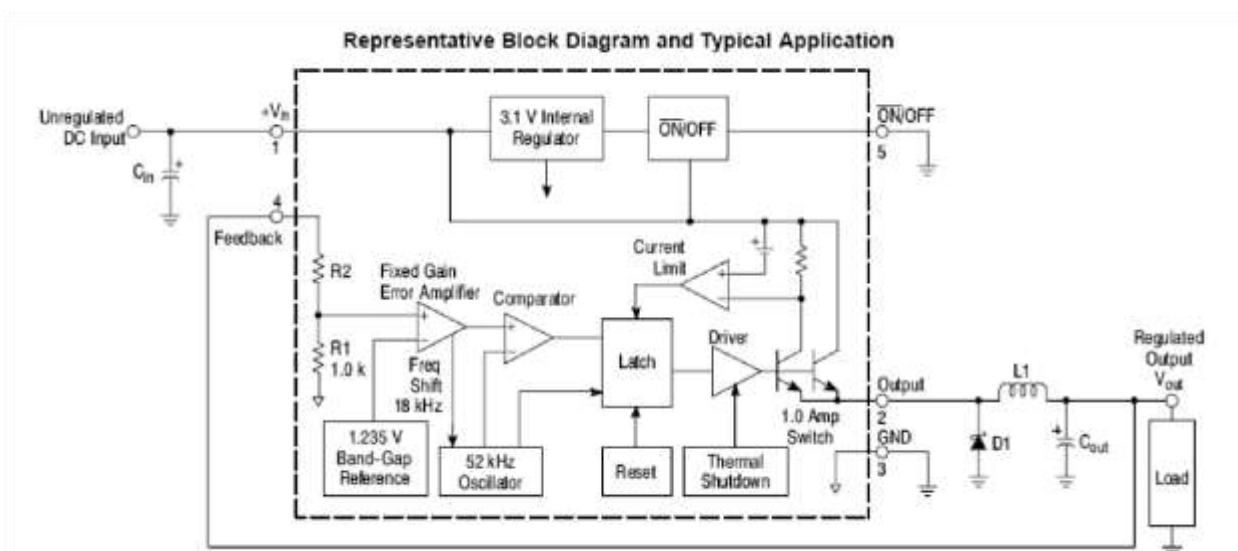 Representative Block Diagram and Typical Application
Unregulated
DC Input
+Vin
1
Cin
+
3.1 V Internal
Regulator
ON/OFF
ON/OFF
5
4
Feedback
R2
R1
1.0 k
Fixed Gain
Error Amplifier
+
−
Comparator
+
−
Freq
Shift
18 kHz
Current
Limit
+
−
+
Latch
Driver
1.0 Amp
Switch
1.235 V
Band-Gap
Reference
52 kHz
Oscillator
Reset
Thermal
Shutdown
Output
2
GND
3
L1
D1
+
Cout
Regulated
Output
Vout
Load